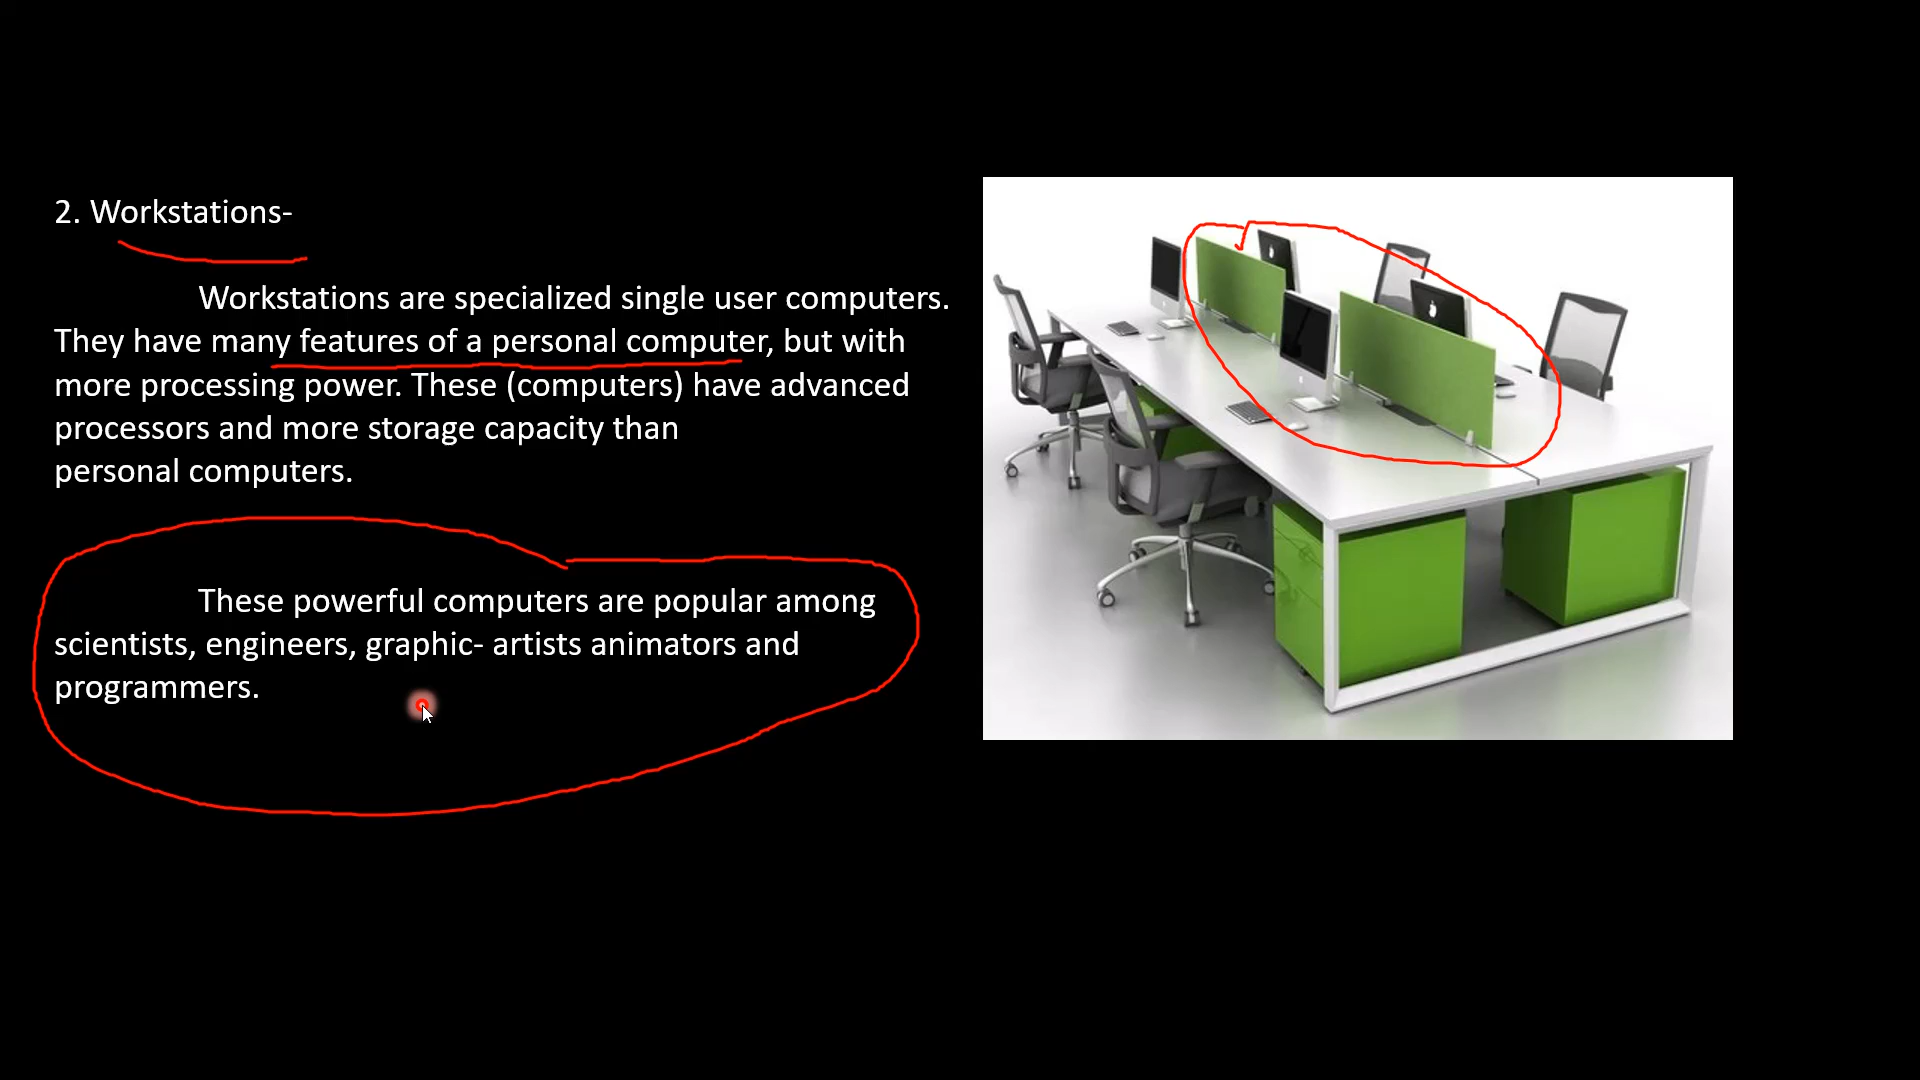 2. Workstations-
Workstations are specialized single user computers.
They have many features of a personal computer, but with
more processing power. These (computers) have advanced
processors and more storage capacity than
personal computers.
These powerful computers are popular among
scientists, engineers, graphic- artists animators and
programmers.